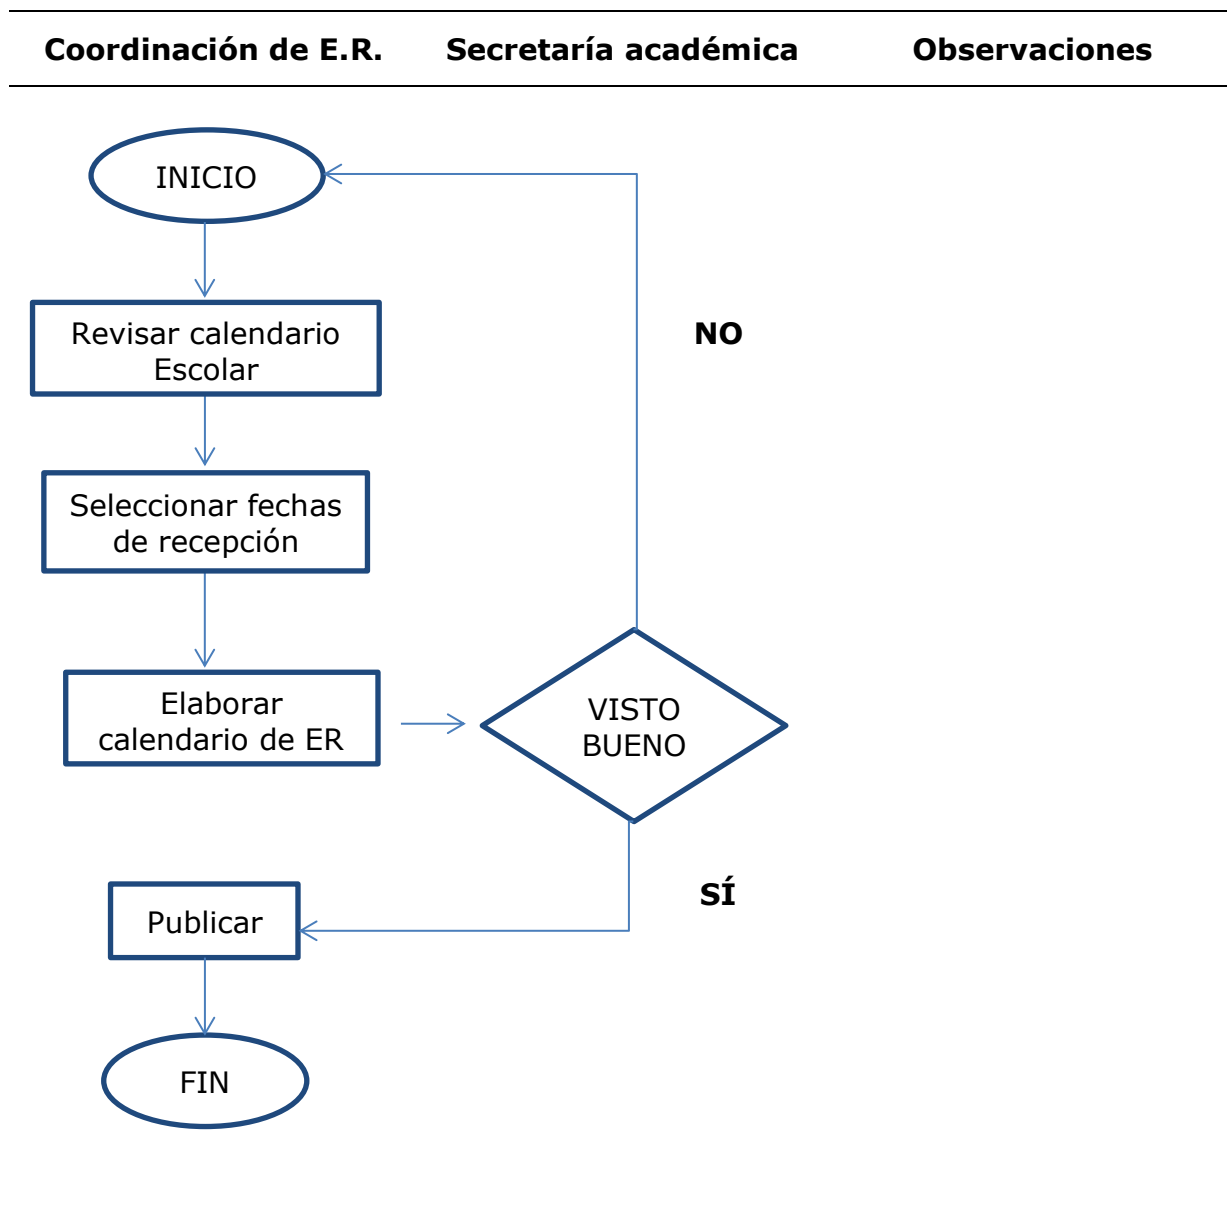 Coordinación de E.R.
Secretaría académica
Observaciones
INICIO
Revisar calendario
Escolar
NO
Seleccionar fechas
de recepción
Elaborar
calendario de ER
VISTO
BUENO
SÍ
Publicar
FIN